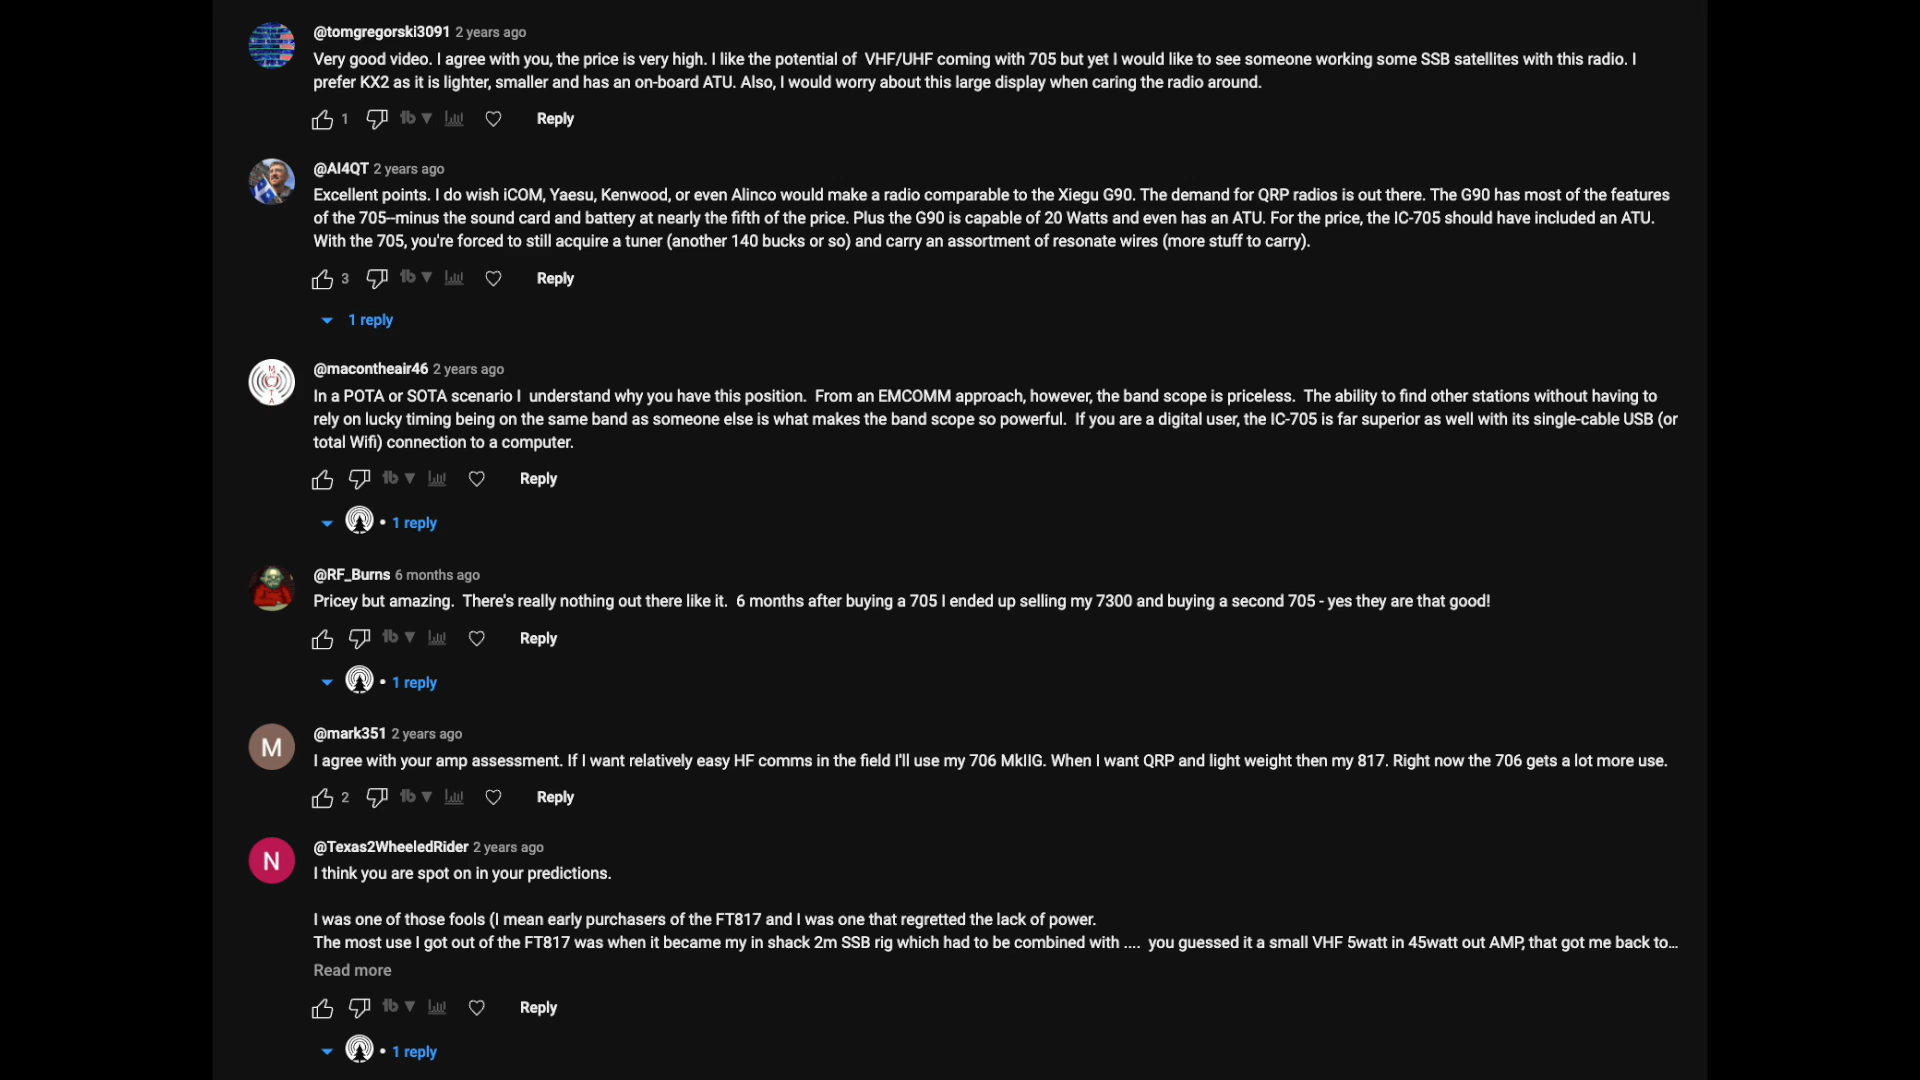 @tomgregorski3091 2 years ago
Very good video. I agree with you, the price is very high. I like the potential of  VHF/UHF coming with 705 but yet I would like to see someone working some SSB satellites with this radio. I
prefer KX2 as it is lighter, smaller and has an on-board ATU. Also, I would worry about this large display when caring the radio around.
1 Reply
@AI4QT 2 years ago
Excellent points. I do wish iCOM, Yaesu, Kenwood, or even Alinco would make a radio comparable to the Xiegu G90. The demand for QRP radios is out there. The G90 has most of the features
of the 705--minus the sound card and battery at nearly the fifth of the price. Plus the G90 is capable of 20 Watts and even has an ATU. For the price, the IC-705 should have included an ATU.
With the 705, you're forced to still acquire a tuner (another 140 bucks or so) and carry an assortment of resonate wires (more stuff to carry).
3 Reply
1 reply
@macontheair46 2 years ago
In a POTA or SOTA scenario I  understand why you have this position.  From an EMCOMM approach, however, the band scope is priceless.  The ability to find other stations without having to
rely on lucky timing being on the same band as someone else is what makes the band scope so powerful.  If you are a digital user, the IC-705 is far superior as well with its single-cable USB (or
total Wifi) connection to a computer.
Reply
• 1 reply
@RF_Burns 6 months ago
Pricey but amazing.  There's really nothing out there like it.  6 months after buying a 705 I ended up selling my 7300 and buying a second 705 - yes they are that good!
Reply
• 1 reply
M
@mark351 2 years ago
I agree with your amp assessment. If I want relatively easy HF comms in the field I'll use my 706 MkIIG. When I want QRP and light weight then my 817. Right now the 706 gets a lot more use.
2 Reply
N
@Texas2WheeledRider 2 years ago
I think you are spot on in your predictions.
I was one of those fools (I mean early purchasers of the FT817 and I was one that regretted the lack of power.
The most use I got out of the FT817 was when it became my in shack 2m SSB rig which had to be combined with ....  you guessed it a small VHF 5watt in 45watt out AMP, that got me back to...
Read more
Reply
• 1 reply